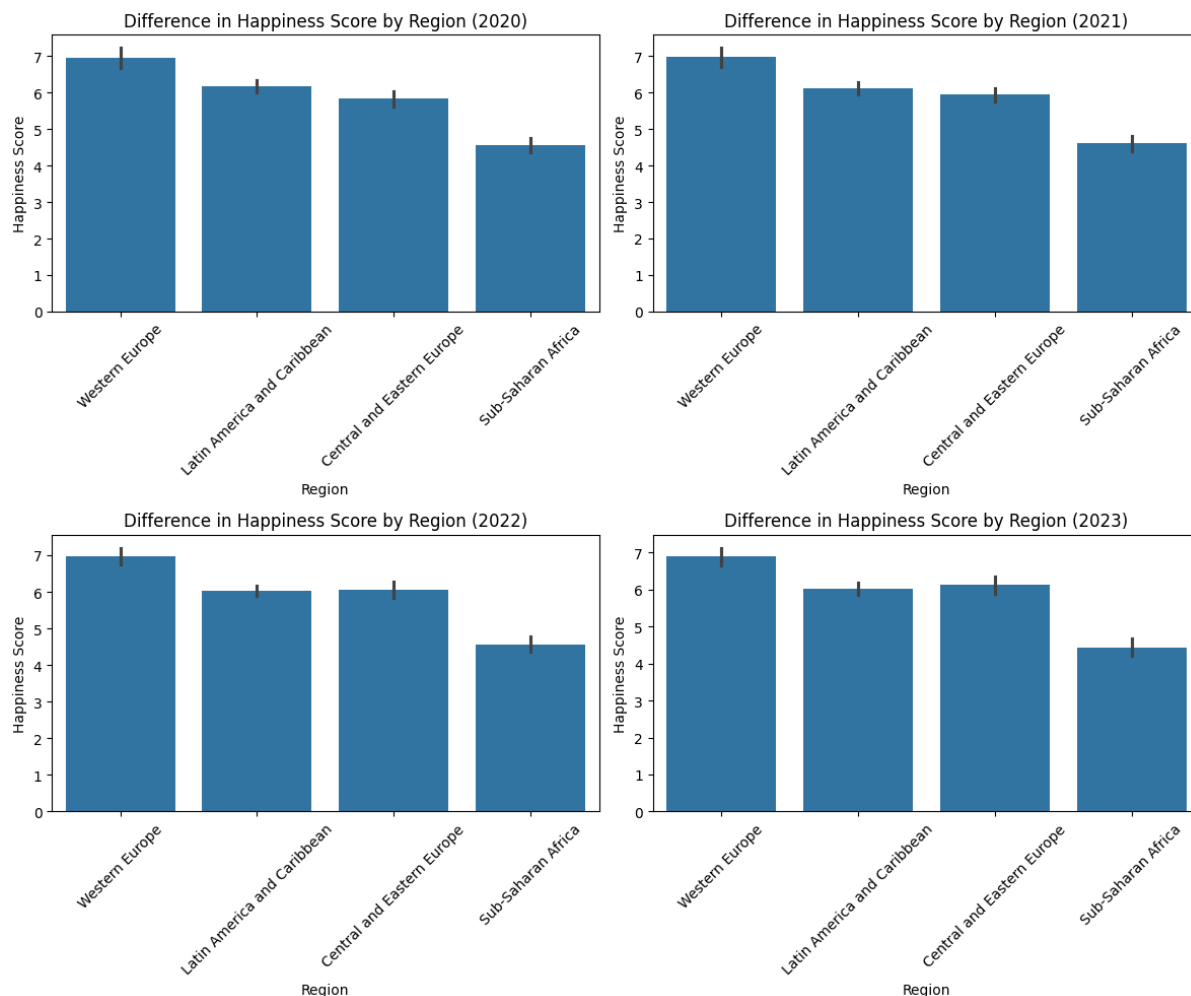 Difference in Happiness Score by Region (2020)
Happiness Score
7
6
5
4
3
2
1
0
Western Europe
Latin America and Caribbean
Central and Eastern Europe
Sub-Saharan Africa
Region
Difference in Happiness Score by Region (2021)
Happiness Score
7
6
5
4
3
2
1
0
Western Europe
Latin America and Caribbean
Central and Eastern Europe
Sub-Saharan Africa
Region
Difference in Happiness Score by Region (2022)
Happiness Score
7
6
5
4
3
2
1
0
Western Europe
Latin America and Caribbean
Central and Eastern Europe
Sub-Saharan Africa
Region
Difference in Happiness Score by Region (2023)
Happiness Score
7
6
5
4
3
2
1
0
Western Europe
Latin America and Caribbean
Central and Eastern Europe
Sub-Saharan Africa
Region